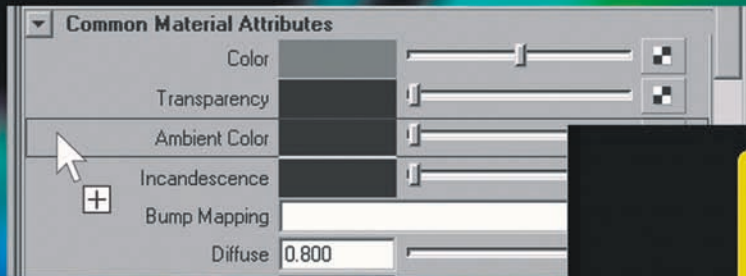 Common Material Attributes
Color
Transparency
Ambient Color
Incandescence
Bump Mapping
Diffuse 0.800